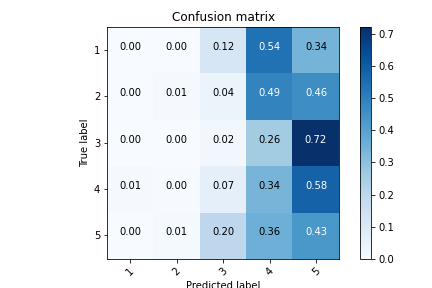 Confusion matrix
1 0.00 0.00 0.12 0.54 0.34
2 0.00 0.01 0.04 0.49 0.46
3 0.00 0.00 0.02 0.26 0.72
4 0.01 0.00 0.07 0.34 0.58
5 0.00 0.01 0.20 0.36 0.43
True label
1 2 3 4 5
Predicted label
0.7
0.6
0.5
0.4
0.3
0.2
0.1
0.0